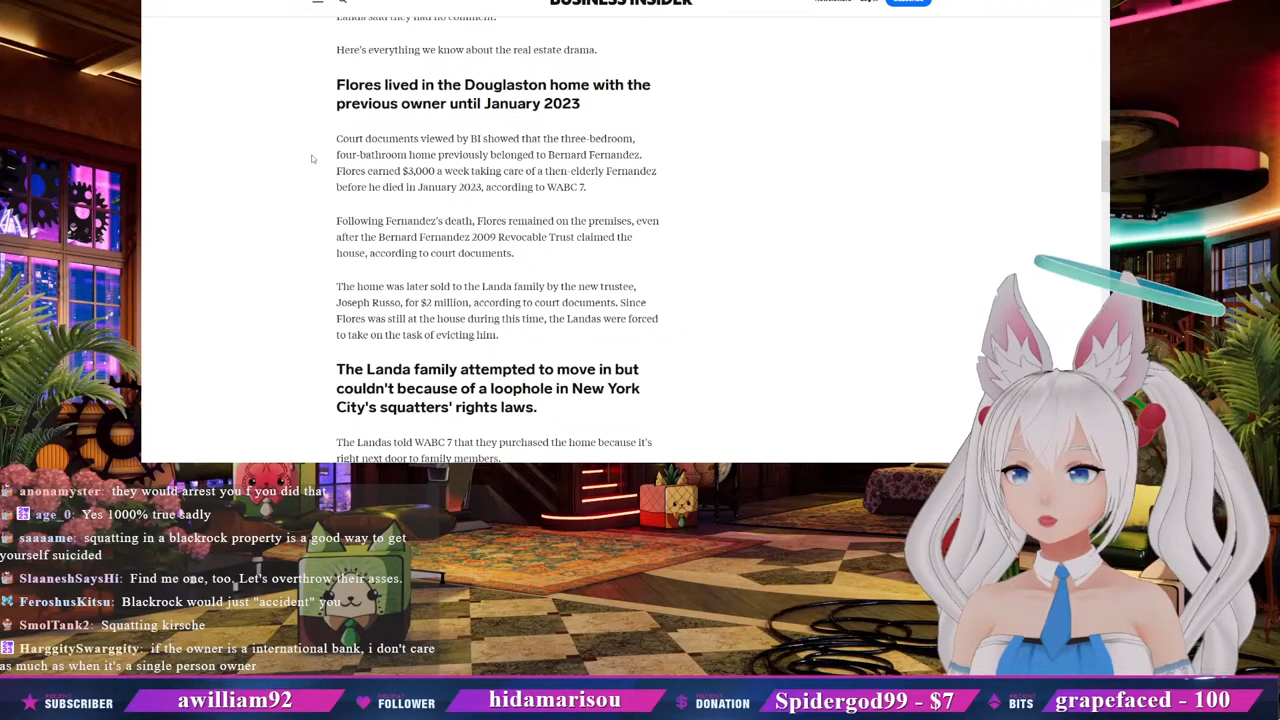 BUSINESS INSIDER
Newsletters Log in Subscribe
Landa said they had no comment.
Here's everything we know about the real estate drama.
Flores lived in the Douglaston home with the
previous owner until January 2023
Court documents viewed by BI showed that the three-bedroom,
four-bathroom home previously belonged to Bernard Fernandez.
Flores earned $3,000 a week taking care of a then-elderly Fernandez
before he died in January 2023, according to WABC 7.
Following Fernandez's death, Flores remained on the premises, even
after the Bernard Fernandez 2009 Revocable Trust claimed the
house, according to court documents.
The home was later sold to the Landa family by the new trustee,
Joseph Russo, for $2 million, according to court documents. Since
Flores was still at the house during this time, the Landas were forced
to take on the task of evicting him.
The Landa family attempted to move in but
couldn't because of a loophole in New York
City's squatters' rights laws.
The Landas told WABC 7 that they purchased the home because it's
right next door to family members.
anonamyster: they would arrest you f you did that
age_0: Yes 1000% true sadly
saaaame: squatting in a blackrock property is a good way to get
yourself suicided
SlaaneshSaysHi: Find me one, too. Let's overthrow their asses.
FeroshusKitsu: Blackrock would just "accident" you
SmolTank2: Squatting kirsche
HarggitySwarggity: if the owner is a international bank, i don't care
as much as when it's a single person owner
RECENT SUBSCRIBER awilliam92 RECENT FOLLOWER hidamarisou RECENT DONATION Spidergod99 - $7 RECENT BITS grapefaced - 100